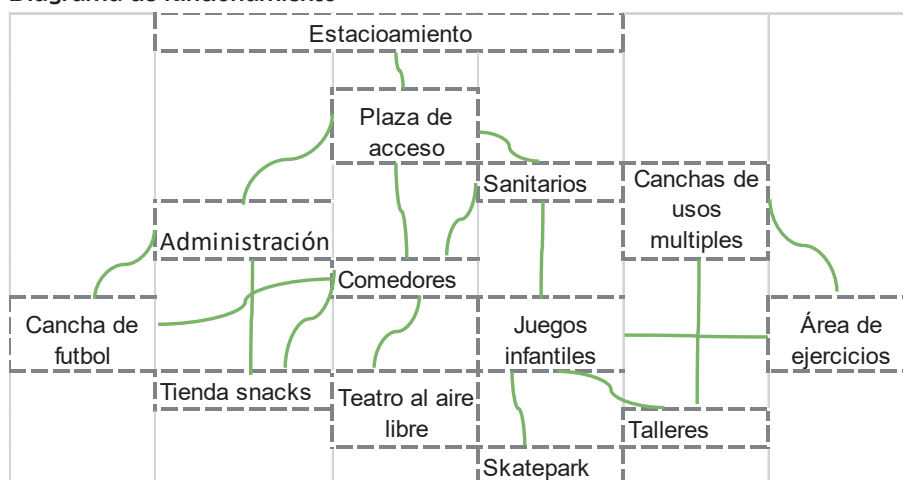 Estacioamiento
Plaza de
acceso
Sanitarios
Canchas de
usos
multiples
Administración
Comedores
Cancha de
futbol
Juegos
infantiles
Área de
ejercicios
Tienda snacks
Teatro al aire
libre
Talleres
Skatepark